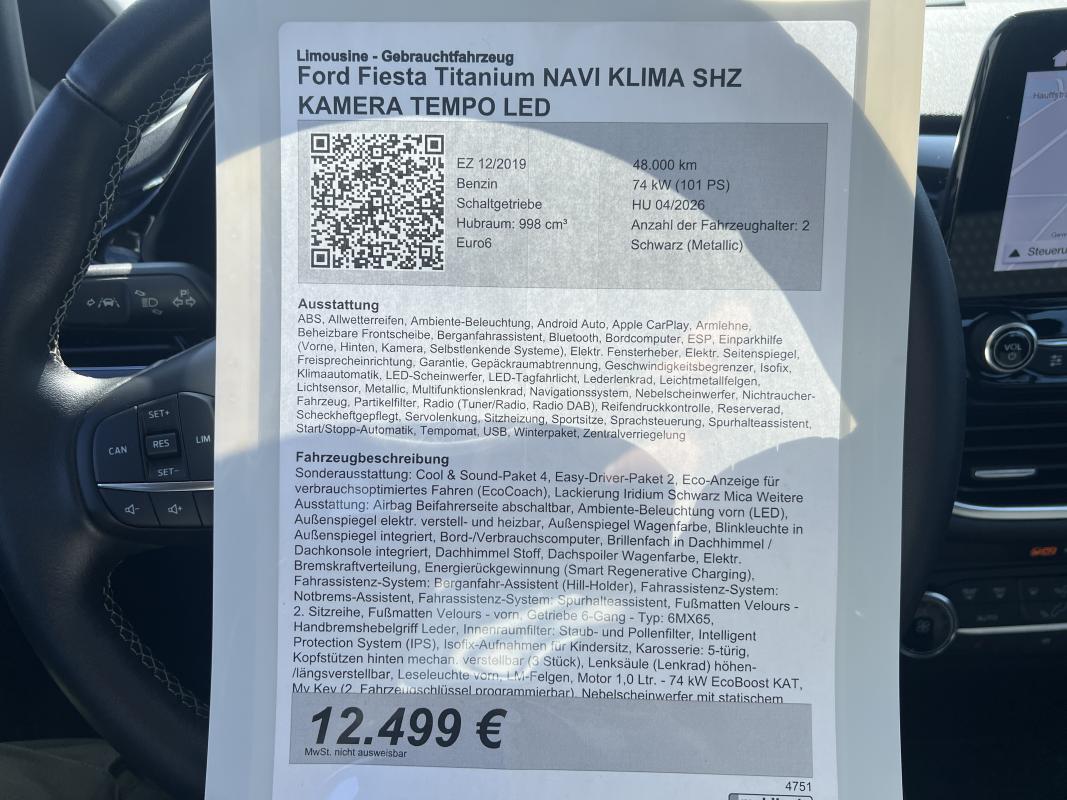 Limousine - Gebrauchtfahrzeug
Ford Fiesta Titanium NAVI KLIMA SHZ
KAMERA TEMPO LED
EZ 12/2019
48.000 km
Benzin
74 kW (101 PS)
Schaltgetriebe
HU 04/2026
Hubraum: 998 cm³
Anzahl der Fahrzeughalter: 2
Euro6
Schwarz (Metallic)
Ausstattung
ABS, Allwetterreifen, Ambiente-Beleuchtung, Android Auto, Apple CarPlay, Armlehne,
Beheizbare Frontscheibe, Berganfahrassistent, Bluetooth, Bordcomputer, ESP, Einparkhilfe
(Vorne, Hinten, Kamera, Selbstlenkende Systeme), Elektr. Fensterheber, Elektr. Seitenspiegel,
Freisprecheinrichtung, Garantie, Gepäckraumabtrennung, Geschwindigkeitsbegrenzer, Isofix,
Klimaautomatik, LED-Scheinwerfer, LED-Tagfahrlicht, Lederlenkrad, Leichtmetallfelgen,
Lichtsensor, Metallic, Multifunktionslenkrad, Navigationssystem, Nebelscheinwerfer, Nichtraucher-
Fahrzeug, Partikelfilter, Radio (Tuner/Radio, Radio DAB), Reifendruckkontrolle, Reserverad,
Scheckheftgepflegt, Servolenkung, Sitzheizung, Sportsitze, Sprachsteuerung, Spurhalteassistent,
Start/Stopp-Automatik, Tempomat, USB, Winterpaket, Zentralverriegelung
Fahrzeugbeschreibung
Sonderausstattung: Cool & Sound-Paket 4, Easy-Driver-Paket 2, Eco-Anzeige für
verbrauchsoptimiertes Fahren (EcoCoach), Lackierung Iridium Schwarz Mica Weitere
Ausstattung: Airbag Beifahrerseite abschaltbar, Ambiente-Beleuchtung vorn (LED),
Außenspiegel elektr. verstell- und heizbar, Außenspiegel Wagenfarbe, Blinkleuchte in
Außenspiegel integriert, Bord-/Verbrauchscomputer, Brillenfach in Dachhimmel /
Dachkonsole integriert, Dachhimmel Stoff, Dachspoiler Wagenfarbe, Elektr.
Bremskraftverteilung, Energierückgewinnung (Smart Regenerative Charging),
Fahrassistenz-System: Berganfahr-Assistent (Hill-Holder), Fahrassistenz-System:
Notbrems-Assistent, Fahrassistenz-System: Spurhalteassistent, Fußmatten Velours -
2. Sitzreihe, Fußmatten Velours - vorn, Getriebe 6-Gang - Typ: 6MX65,
Handbremshebelgriff Leder, Innenraumfilter: Staub- und Pollenfilter, Intelligent
Protection System (IPS), Isofix-Aufnahmen für Kindersitz, Karosserie: 5-türig,
Kopfstützen hinten mechan. verstellbar (3 Stück), Lenksäule (Lenkrad) höhen-
/längsverstellbar, Leseleuchte vorn, LM-Felgen, Motor 1,0 Ltr. - 74 kW EcoBoost KAT,
My Key (2. Fahrzeugschlüssel programmierbar), Nebelscheinwerfer mit statischem
12.499 €
MwSt. nicht ausweisbar
4751
SET+
CAN
RES
LIM
SET-
VOL
Steueru